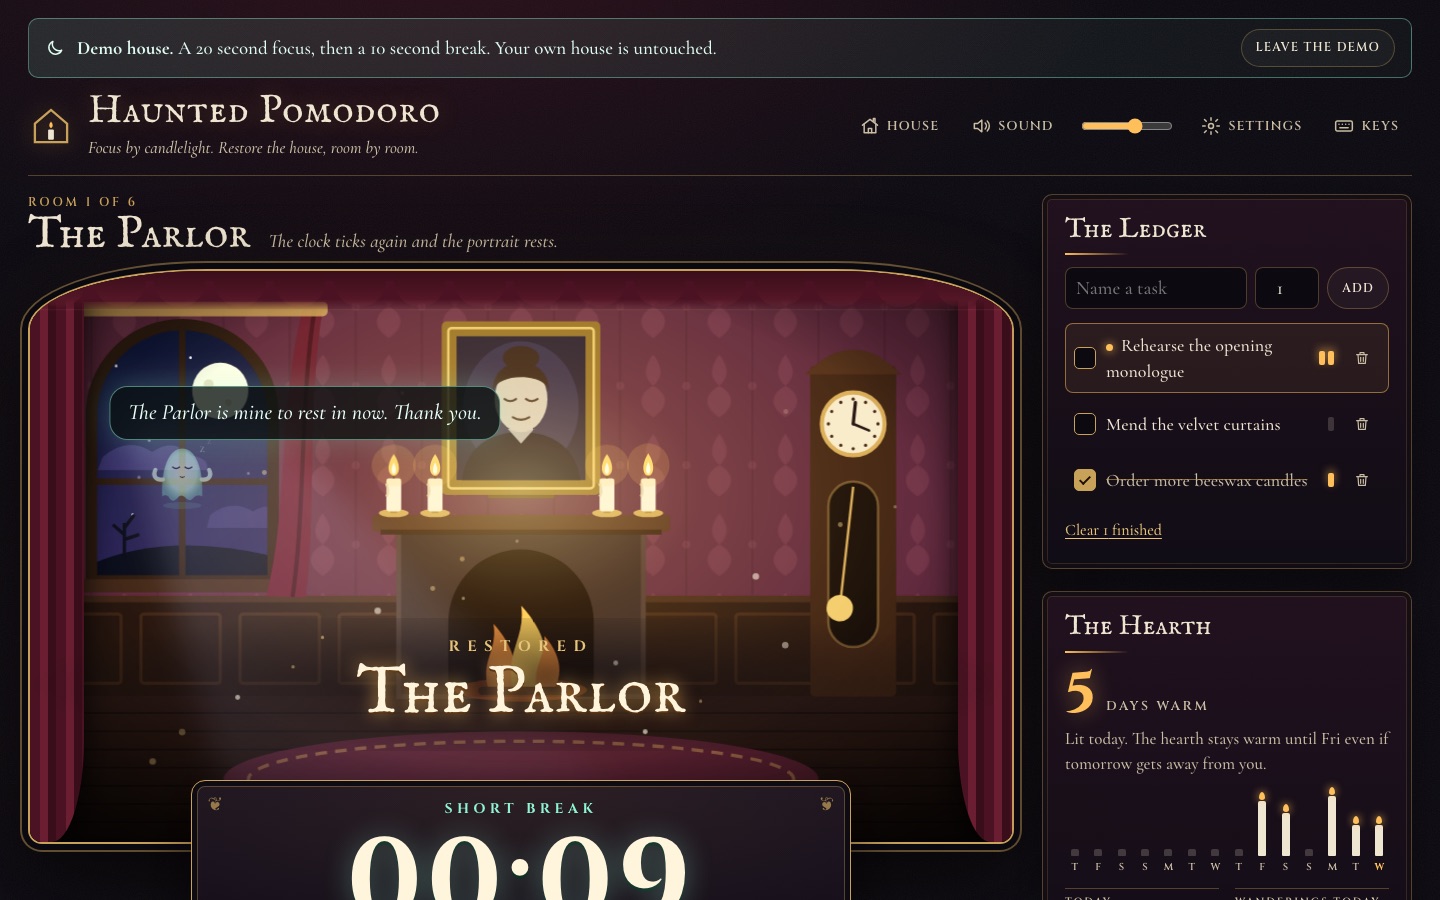 Demo house. A 20 second focus, then a 10 second break. Your own house is untouched.
LEAVE THE DEMO
Haunted Pomodoro
Focus by candlelight. Restore the house, room by room.
HOUSE
SOUND
SETTINGS
KEYS
ROOM 1 OF 6
The Parlor
The clock ticks again and the portrait rests.
The Parlor is mine to rest in now. Thank you.
z
RESTORED
The Parlor
SHORT BREAK
00:09
The Ledger
Name a task
1
ADD
Rehearse the opening
monologue
Mend the velvet curtains
Order more beeswax candles
Clear 1 finished
The Hearth
5 DAYS WARM
Lit today. The hearth stays warm until Fri even if
tomorrow gets away from you.
T F S S M T W T F S S M T W
TODAY
WANDERINGS TODAY